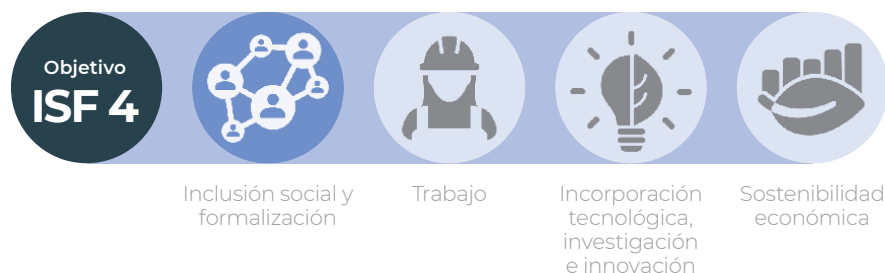 Objetivo
ISF 4
Inclusión social y
formalización
Trabajo
Incorporación
tecnológica,
investigación
e innovación
Sostenibilidad
económica